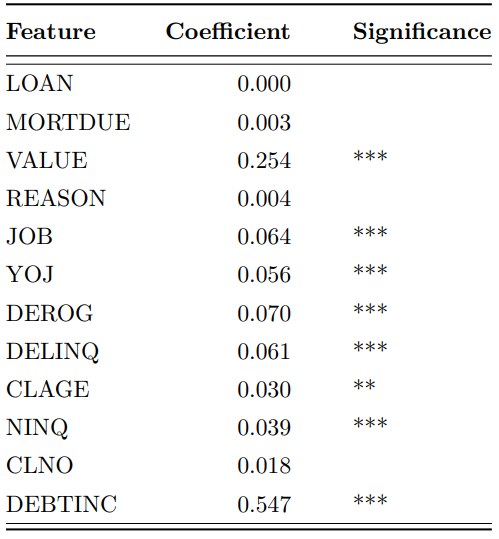 Feature Coefficient Significance
LOAN 0.000
MORTDUE 0.003
VALUE 0.254 ***
REASON 0.004
JOB 0.064 ***
YOJ 0.056 ***
DEROG 0.070 ***
DELINQ 0.061 ***
CLAGE 0.030 **
NINQ 0.039 ***
CLNO 0.018
DEBTINC 0.547 ***